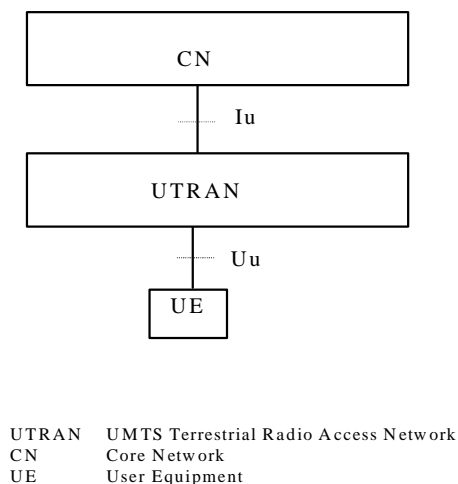 CN
Iu
UTRAN
Uu
UE
UTRAN UMTS Terrestrial Radio Access Network
CN Core Network
UE User Equipment